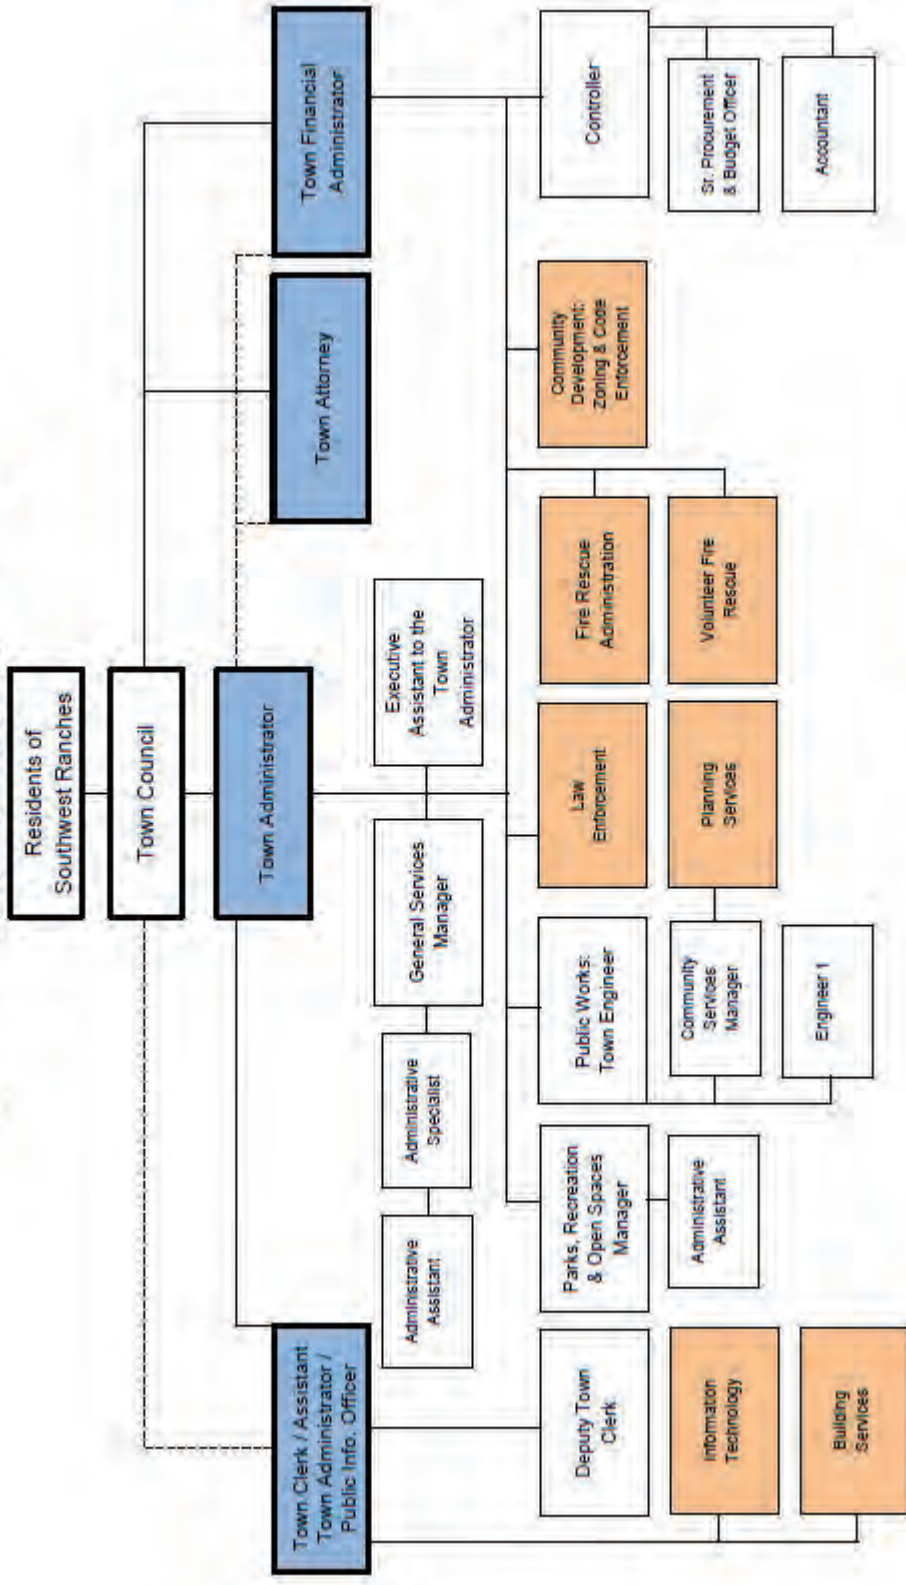 Residents of
Southwest Ranches
Town Council
Town Administrator
Town Clerk / Assistant
Town Administrator /
Public Info. Officer
Town Attorney
Town Financial
Administrator
Executive
Assistant to the
Town
Administrator
General Services
Manager
Administrative
Specialist
Administrative
Assistant
Deputy Town
Clerk
Information
Technology
Building
Services
Parks, Recreation
& Open Spaces
Manager
Administrative
Assistant
Public Works:
Town Engineer
Community
Services
Manager
Engineer 1
Law
Enforcement
Planning
Services
Fire Rescue
Administration
Volunteer Fire
Rescue
Community
Development:
Zoning & Code
Enforcement
Controller
Sr. Procurement
& Budget Officer
Accountant